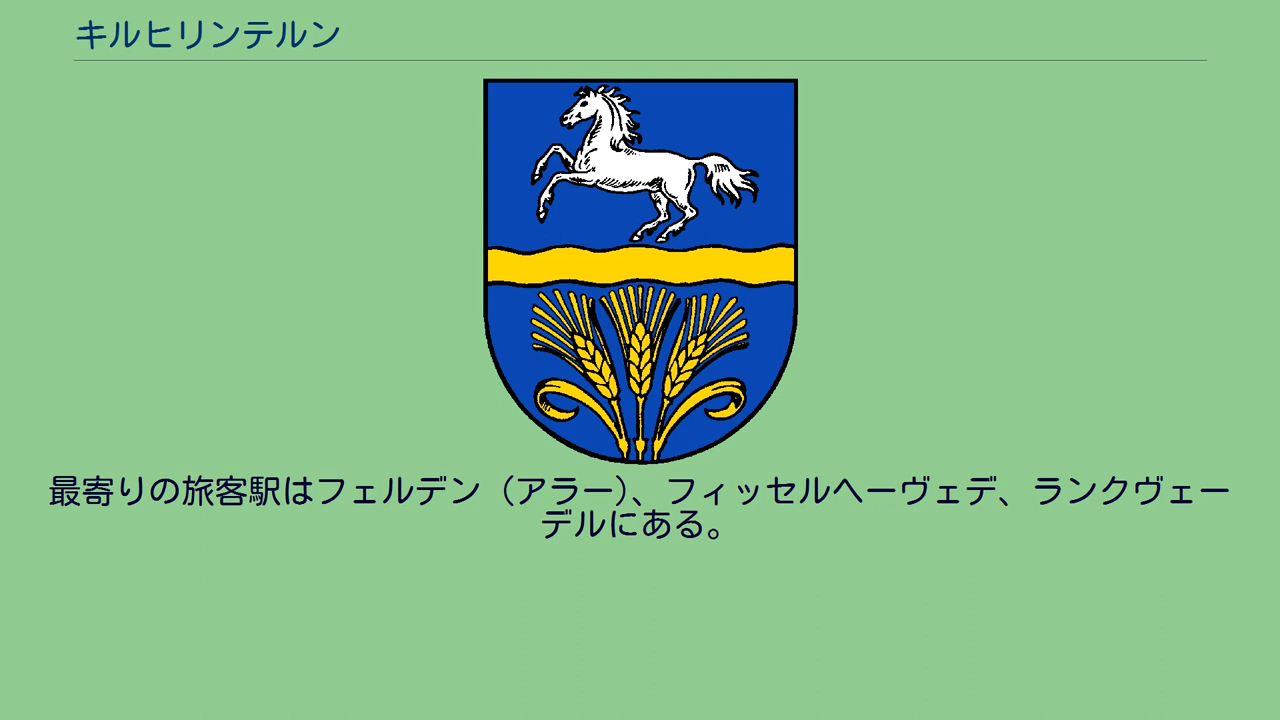 キルヒリンテルン
最寄りの旅客駅はフェルデン（アラー）、フィッセルヘーヴェデ、ランクヴェー
デルにある。